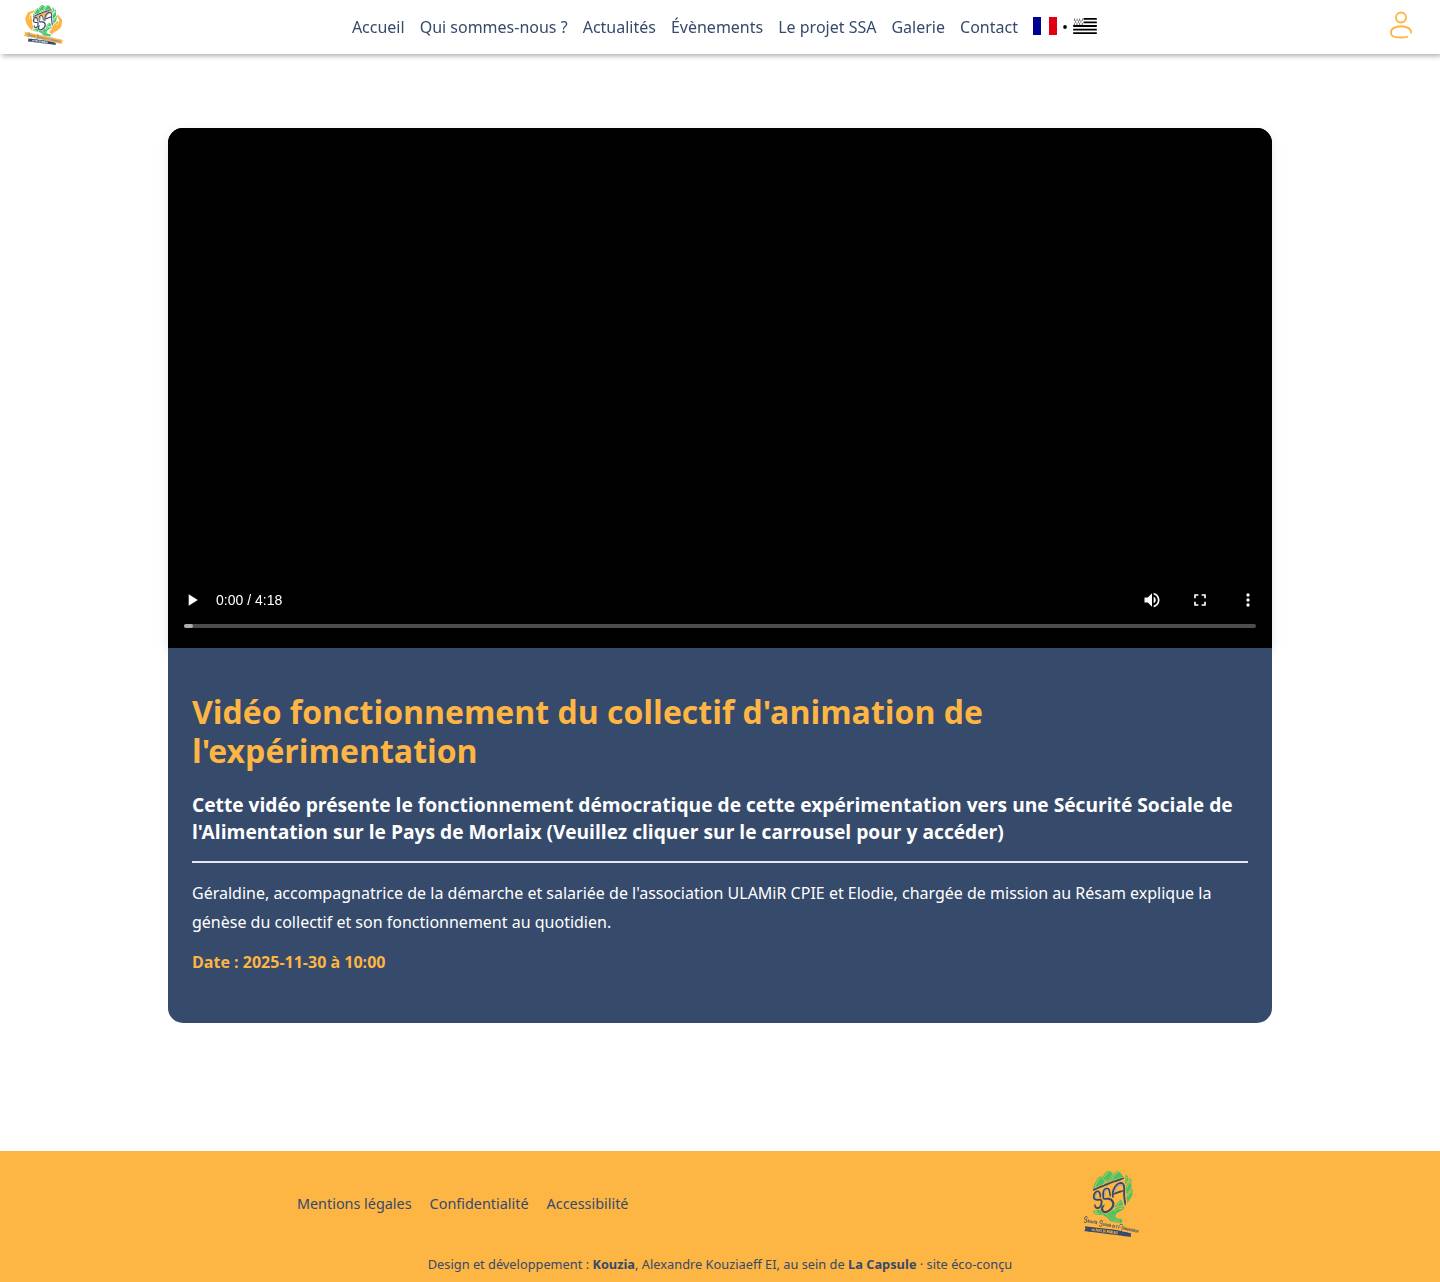 Accueil Qui sommes-nous ? Actualités Évènements Le projet SSA Galerie Contact
0:00 / 4:18
Vidéo fonctionnement du collectif d'animation de
l'expérimentation
Cette vidéo présente le fonctionnement démocratique de cette expérimentation vers une Sécurité Sociale de
l'Alimentation sur le Pays de Morlaix (Veuillez cliquer sur le carrousel pour y accéder)
Géraldine, accompagnatrice de la démarche et salariée de l'association ULAMiR CPIE et Elodie, chargée de mission au Résam explique la
génèse du collectif et son fonctionnement au quotidien.
Date : 2025-11-30 à 10:00
Mentions légales Confidentialité Accessibilité
SSA
Design et développement : Kouzia, Alexandre Kouziaeff EI, au sein de La Capsule · site éco-conçu